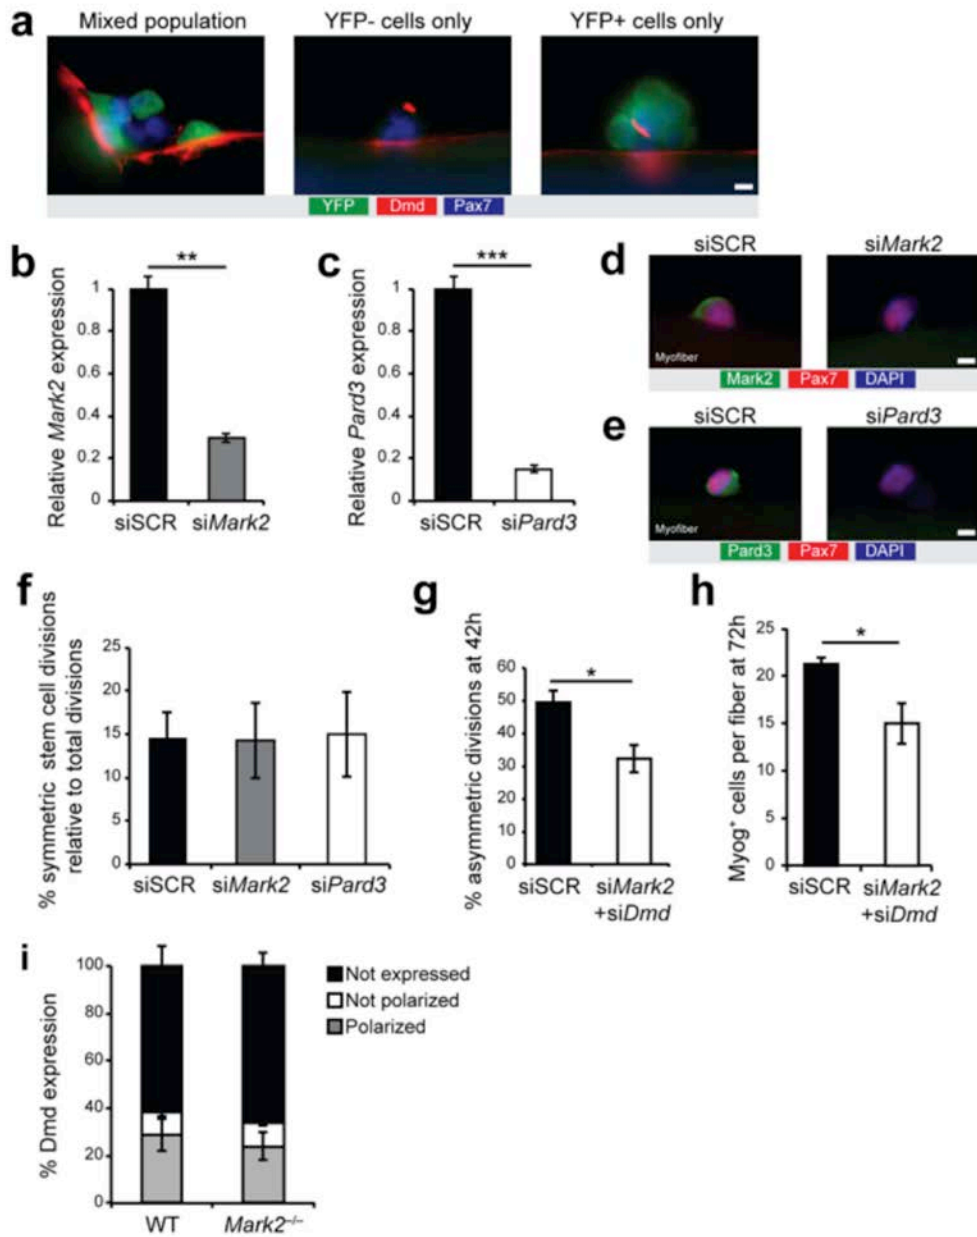 a
Mixed population
YFP- cells only
YFP+ cells only
YFP Dmd Pax7
b
**
Relative Mark2 expression
1
0.8
0.6
0.4
0.2
0
siSCR siMark2
c
***
Relative Pard3 expression
1
0.8
0.6
0.4
0.2
0
siSCR siPard3
d
siSCR siMark2
Myofiber
Mark2 Pax7 DAPI
e
siSCR siPard3
Myofiber
Pard3 Pax7 DAPI
f
% symmetric stem cell divisions
relative to total divisions
25
20
15
10
5
0
siSCR siMark2 siPard3
g
% asymmetric divisions at 42h
*
60
50
40
30
20
10
0
siSCR siMark2
+siDmd
h
Myog+ cells per fiber at 72h
*
25
20
15
10
5
0
siSCR siMark2
+siDmd
i
% Dmd expression
100
80
60
40
20
0
WT Mark2−/−
Not expressed
Not polarized
Polarized